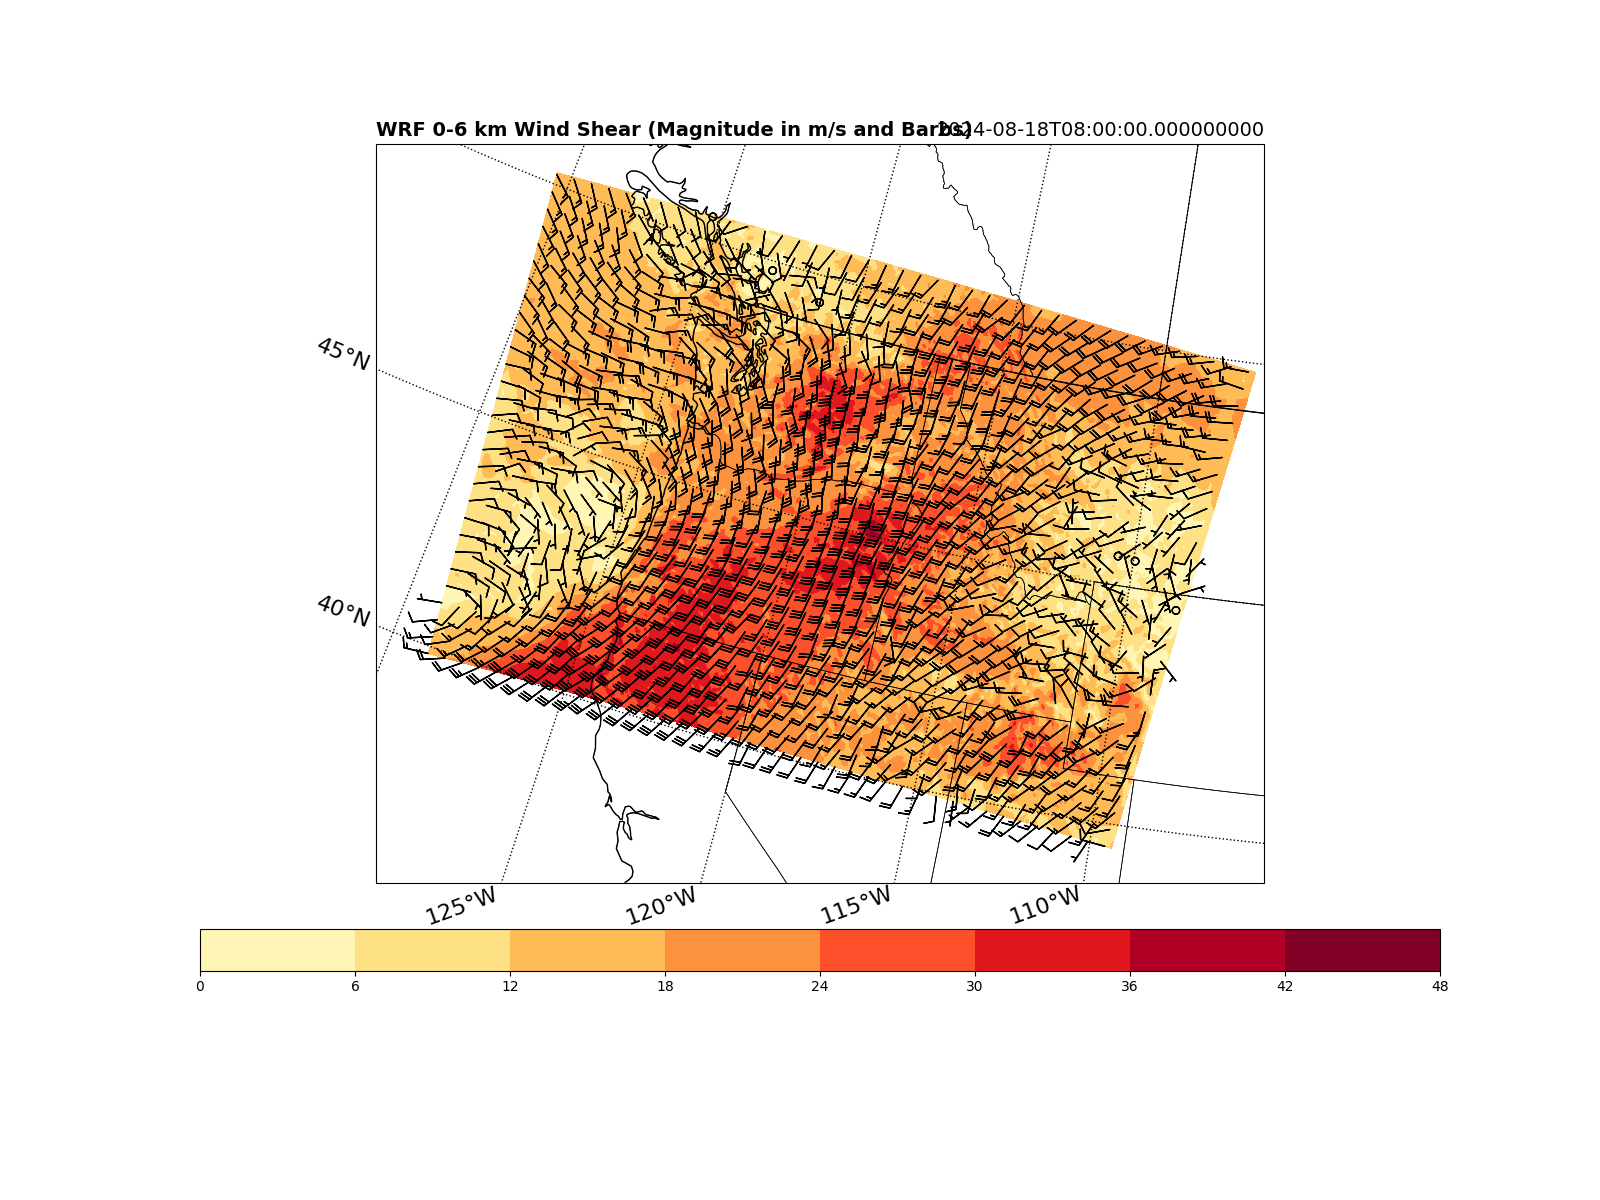 WRF 0-6 km Wind Shear (Magnitude in m/s and Barbs)
2024-08-18T08:00:00.000000000
45°N
40°N
125°W 120°W 115°W 110°W
0 6 12 18 24 30 36 42 48